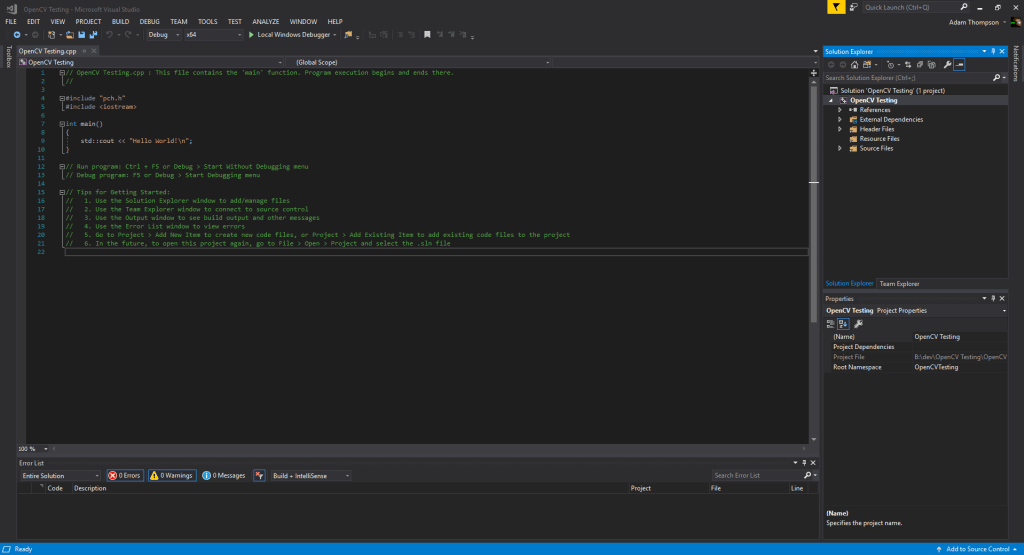 OpenCV Testing - Microsoft Visual Studio
Quick Launch (Ctrl+Q)
FILE EDIT VIEW PROJECT BUILD DEBUG TEAM TOOLS TEST ANALYZE WINDOW HELP
Adam Thompson
Debug x64 Local Windows Debugger
Toolbox
OpenCV Testing.cpp
OpenCV Testing (Global Scope)
1 // OpenCV Testing.cpp : This file contains the 'main' function. Program execution begins and ends there.
2 //
3
4 #include "pch.h"
5 #include <iostream>
6
7 int main()
8 {
9 std::cout << "Hello World!\n";
10 }
11
12 // Run program: Ctrl + F5 or Debug > Start Without Debugging menu
13 // Debug program: F5 or Debug > Start Debugging menu
14
15 // Tips for Getting Started:
16 // 1. Use the Solution Explorer window to add/manage files
17 // 2. Use the Team Explorer window to connect to source control
18 // 3. Use the Output window to see build output and other messages
19 // 4. Use the Error List window to view errors
20 // 5. Go to Project > Add New Item to create new code files, or Project > Add Existing Item to add existing code files to the project
21 // 6. In the future, to open this project again, go to File > Open > Project and select the .sln file
22
100 %
Error List
Entire Solution 0 Errors 0 Warnings 0 Messages Build + IntelliSense Search Error List
Code Description Project File Line
Solution Explorer
Search Solution Explorer (Ctrl+;)
Solution 'OpenCV Testing' (1 project)
OpenCV Testing
References
External Dependencies
Header Files
Resource Files
Source Files
Solution Explorer Team Explorer
Properties
OpenCV Testing Project Properties
(Name) OpenCV Testing
Project Dependencies
Project File B:\dev\OpenCV Testing\OpenCV
Root Namespace OpenCVTesting
(Name)
Specifies the project name.
Notifications
Ready
Add to Source Control